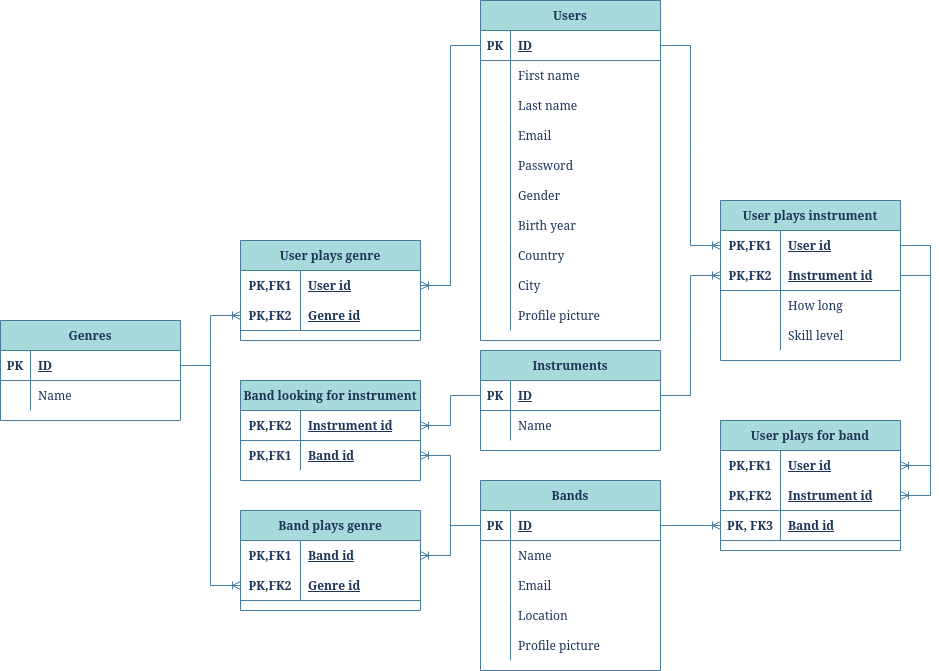 Users
PK ID
First name
Last name
Email
Password
Gender
Birth year
Country
City
Profile picture
User plays instrument
PK,FK1 User id
PK,FK2 Instrument id
How long
Skill level
User plays genre
PK,FK1 User id
PK,FK2 Genre id
Genres
PK ID
Name
Instruments
PK ID
Name
Band looking for instrument
PK,FK2 Instrument id
PK,FK1 Band id
User plays for band
PK,FK1 User id
PK,FK2 Instrument id
PK, FK3 Band id
Bands
PK ID
Name
Email
Location
Profile picture
Band plays genre
PK,FK1 Band id
PK,FK2 Genre id